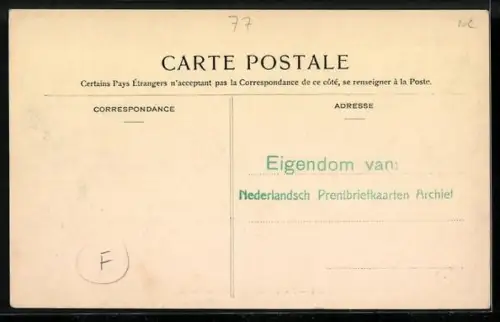 77
CARTE POSTALE
Certains Pays Étrangers n'acceptent pas la Correspondance de ce côté, se renseigner à la Poste.
CORRESPONDANCE
ADRESSE
Eigendom van:
Nederlandsch Prentbriefkaarten Archief
F